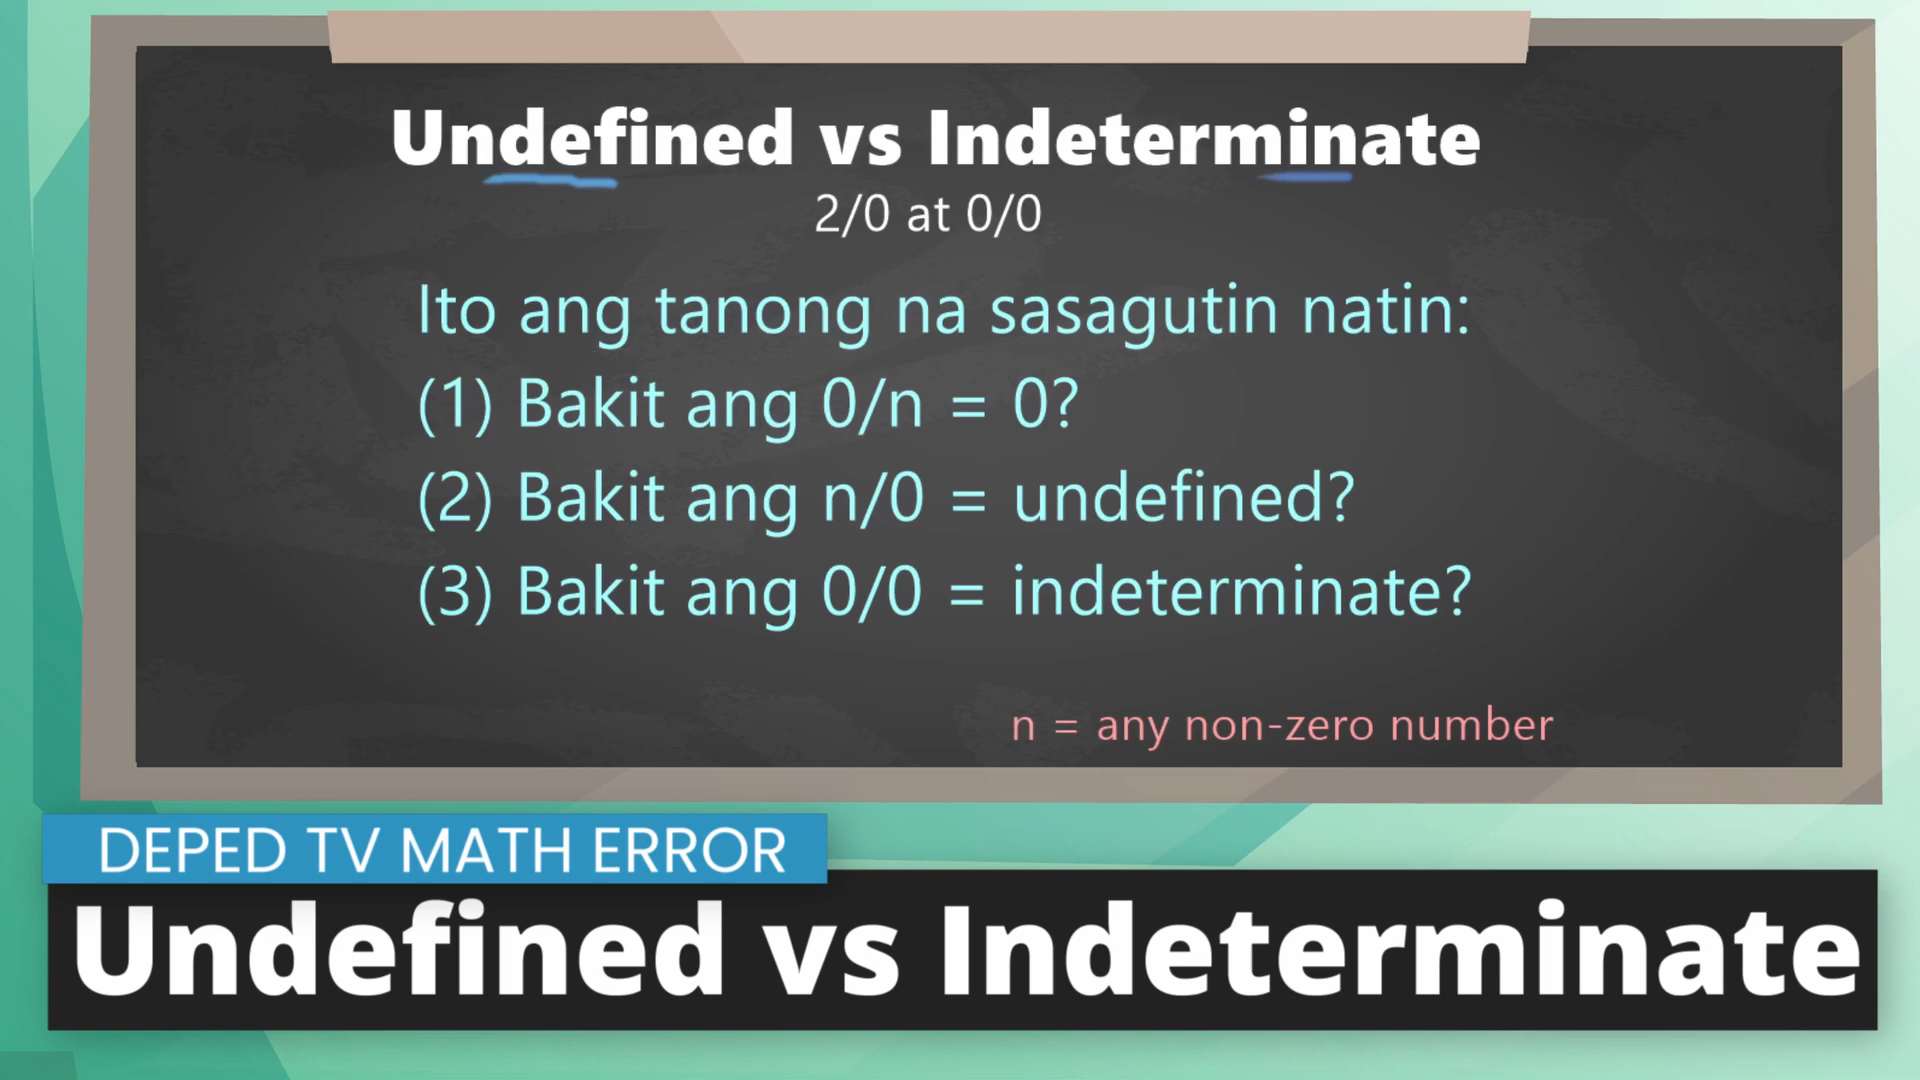 Undefined vs Indeterminate
2/0 at 0/0
Ito ang tanong na sasagutin natin:
(1) Bakit ang 0/n = 0?
(2) Bakit ang n/0 = undefined?
(3) Bakit ang 0/0 = indeterminate?
n = any non-zero number
DEPED TV MATH ERROR
Undefined vs Indeterminate